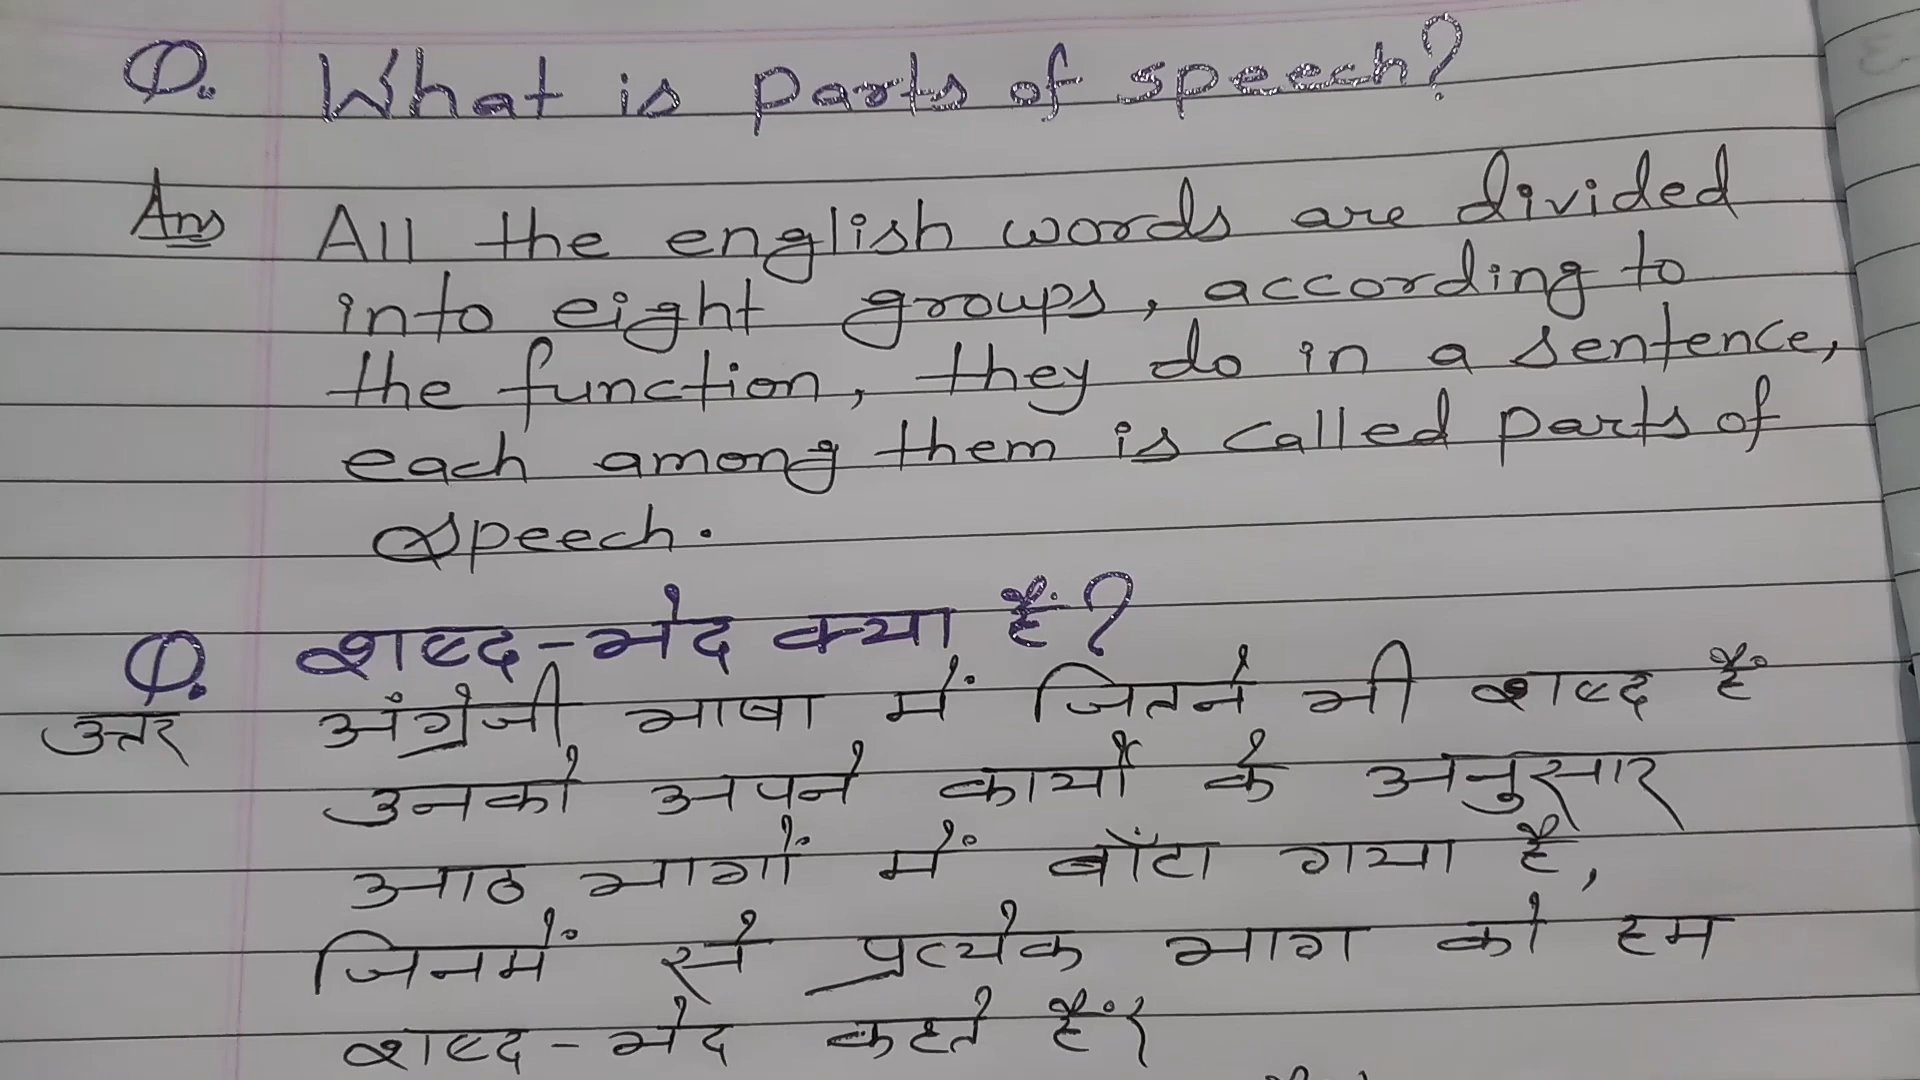 Q. What is parts of speech?
Ans All the english words are divided
into eight groups, according to
the function, they do in a sentence,
each among them is called parts of
speech.
Q. शब्द-भेद क्या हैं?
उत्तर अंग्रेजी भाषा में जितने भी शब्द हैं
उनको अपने कार्यों के अनुसार
आठ भागों में बाँटा गया है,
जिनमें से प्रत्येक भाग को हम
शब्द-भेद कहते हैं।